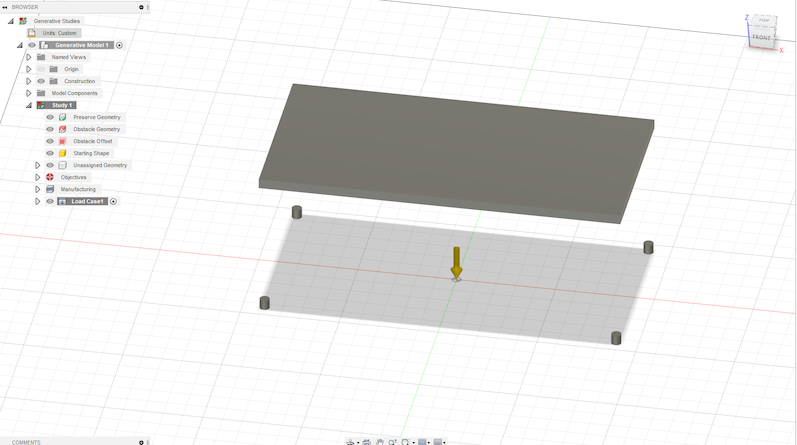 BROWSER
Generative Studies
Units: Custom
Generative Model 1
Named Views
Origin
Construction
Model Components
Study 1
Preserve Geometry
Obstacle Geometry
Obstacle Offset
Starting Shape
Unassigned Geometry
Objectives
Manufacturing
Load Case1
Z
TOP
FRONT
X
COMMENTS